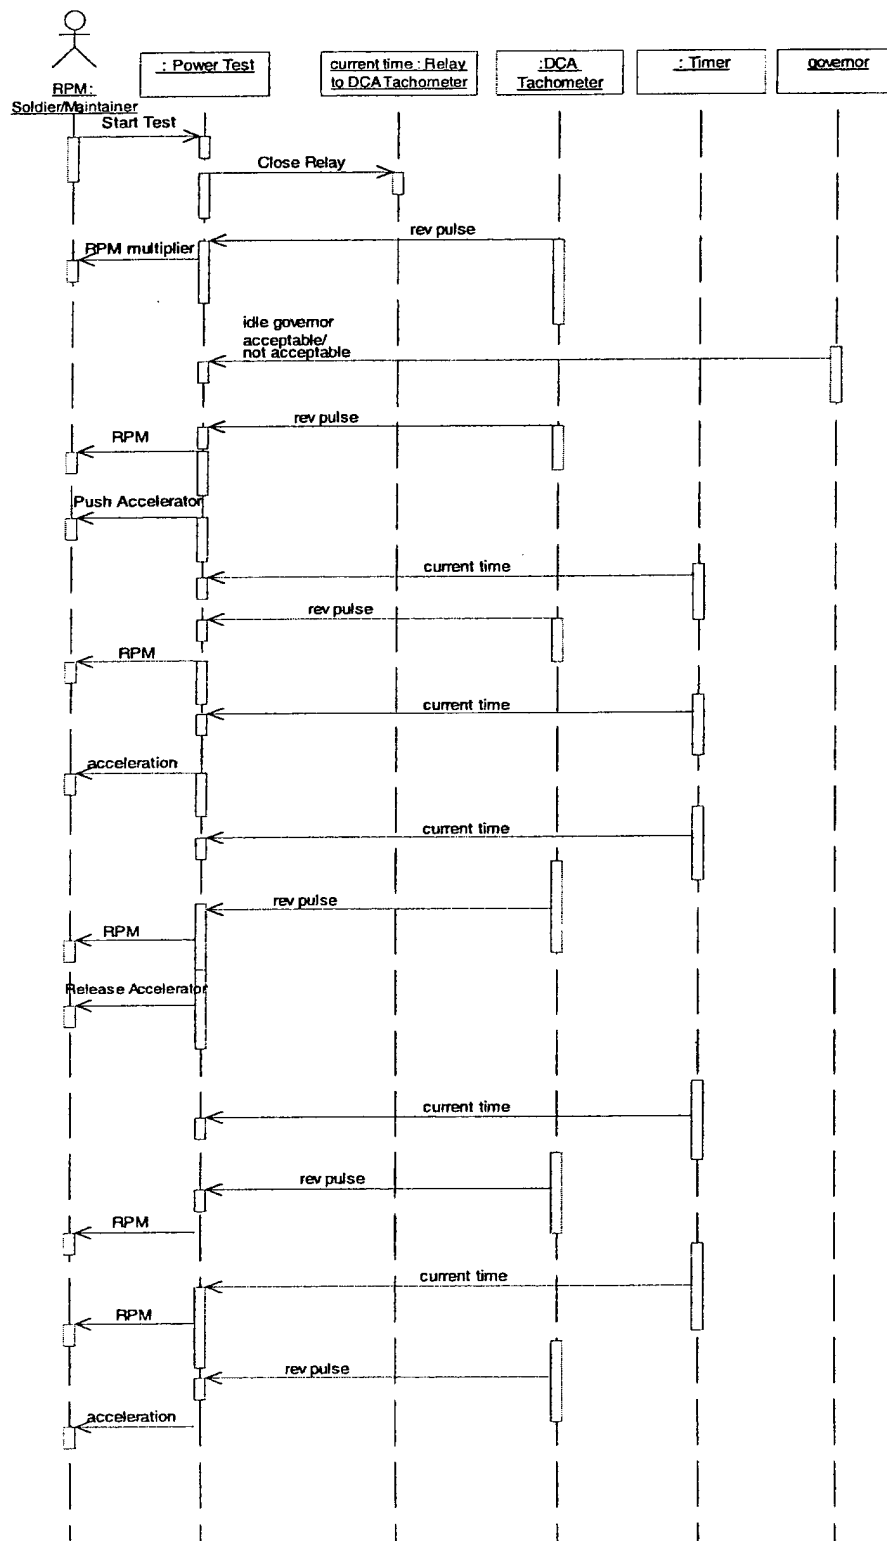 : Power Test
current time : Relay
to DCA Tachometer
:DCA
Tachometer
: Timer
governor
RPM :
Soldier/Maintainer
Start Test
Close Relay
rev pulse
RPM multiplier
idle governor
acceptable/
not acceptable
rev pulse
RPM
Push Accelerator
current time
rev pulse
RPM
current time
acceleration
current time
rev pulse
RPM
Release Accelerator
current time
rev pulse
RPM
current time
RPM
rev pulse
acceleration